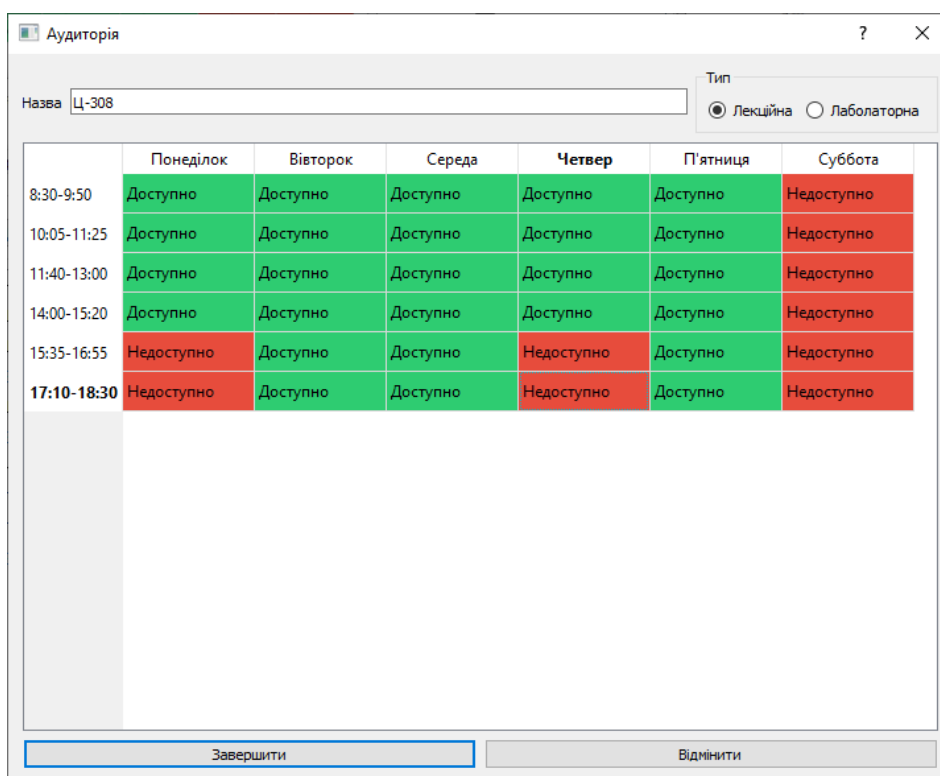 Аудиторія ?
Тип
Назва Ц-308 Лекційна Лаболаторна
Понеділок Вівторок Середа Четвер П'ятниця Суббота
8:30-9:50 Доступно Доступно Доступно Доступно Доступно Недоступно
10:05-11:25 Доступно Доступно Доступно Доступно Доступно Недоступно
11:40-13:00 Доступно Доступно Доступно Доступно Доступно Недоступно
14:00-15:20 Доступно Доступно Доступно Доступно Доступно Недоступно
15:35-16:55 Недоступно Доступно Доступно Недоступно Доступно Недоступно
17:10-18:30 Недоступно Доступно Доступно Недоступно Доступно Недоступно
Завершити Відмінити